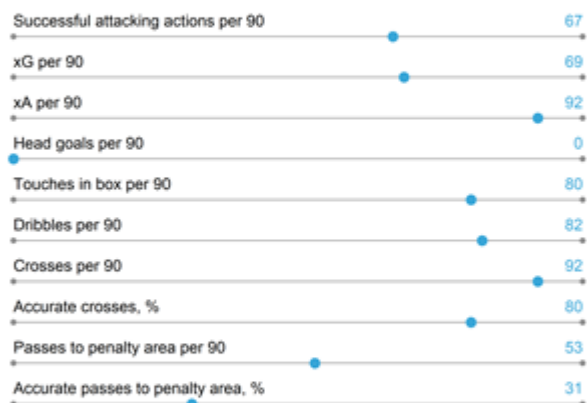 Successful attacking actions per 90 67
xG per 90 69
xA per 90 92
Head goals per 90 0
Touches in box per 90 80
Dribbles per 90 82
Crosses per 90 92
Accurate crosses, % 80
Passes to penalty area per 90 53
Accurate passes to penalty area, % 31